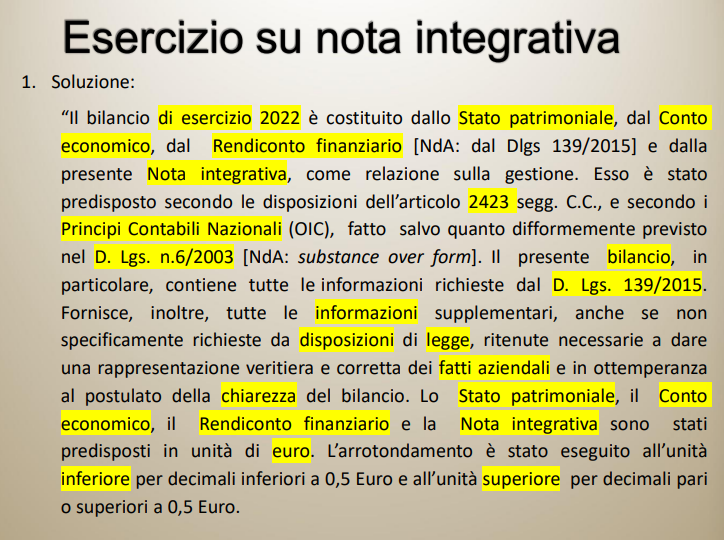 Esercizio su nota integrativa
1. Soluzione:
“Il bilancio di esercizio 2022 è costituito dallo Stato patrimoniale, dal Conto
economico, dal Rendiconto finanziario [NdA: dal Dlgs 139/2015] e dalla
presente Nota integrativa, come relazione sulla gestione. Esso è stato
predisposto secondo le disposizioni dell’articolo 2423 segg. C.C., e secondo i
Principi Contabili Nazionali (OIC), fatto salvo quanto difformemente previsto
nel D. Lgs. n.6/2003 [NdA: substance over form]. Il presente bilancio, in
particolare, contiene tutte le informazioni richieste dal D. Lgs. 139/2015.
Fornisce, inoltre, tutte le informazioni supplementari, anche se non
specificamente richieste da disposizioni di legge, ritenute necessarie a dare
una rappresentazione veritiera e corretta dei fatti aziendali e in ottemperanza
al postulato della chiarezza del bilancio. Lo Stato patrimoniale, il Conto
economico, il Rendiconto finanziario e la Nota integrativa sono stati
predisposti in unità di euro. L’arrotondamento è stato eseguito all’unità
inferiore per decimali inferiori a 0,5 Euro e all’unità superiore per decimali pari
o superiori a 0,5 Euro.